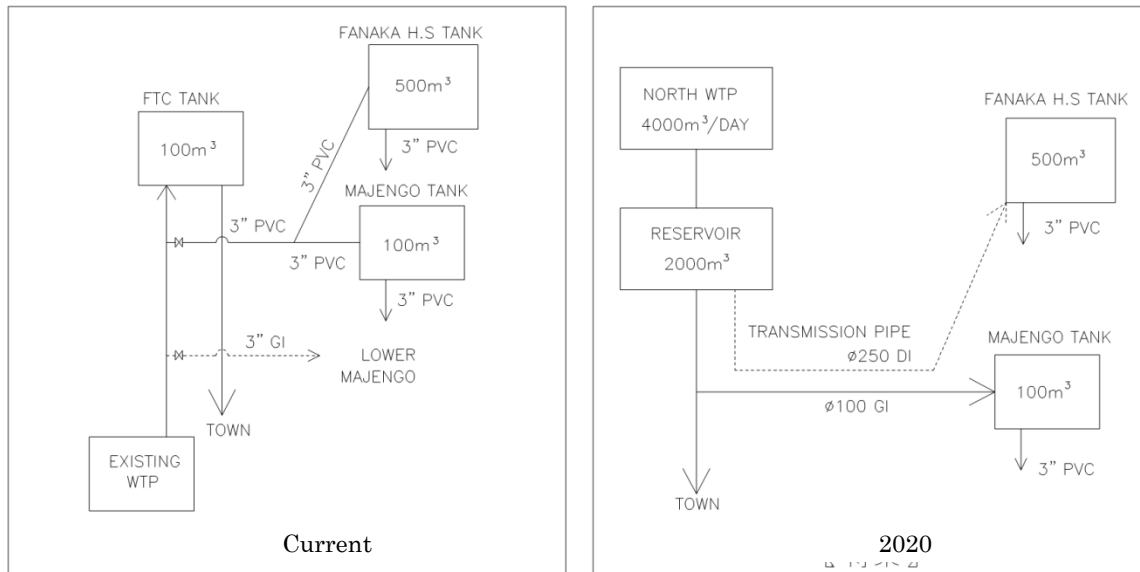 FANAKA H.S TANK
500m³
3” PVC
FTC TANK
100m³
3” PVC
MAJENGO TANK
3” PVC
100m³
3” PVC
3” PVC
3” GI
LOWER
MAJENGO
TOWN
EXISTING
WTP
Current
NORTH WTP
4000m³/DAY
FANAKA H.S TANK
500m³
3” PVC
RESERVOIR
2000m³
TRANSMISSION PIPE
ø250 DI
MAJENGO TANK
100m³
ø100 GI
3” PVC
TOWN
2020